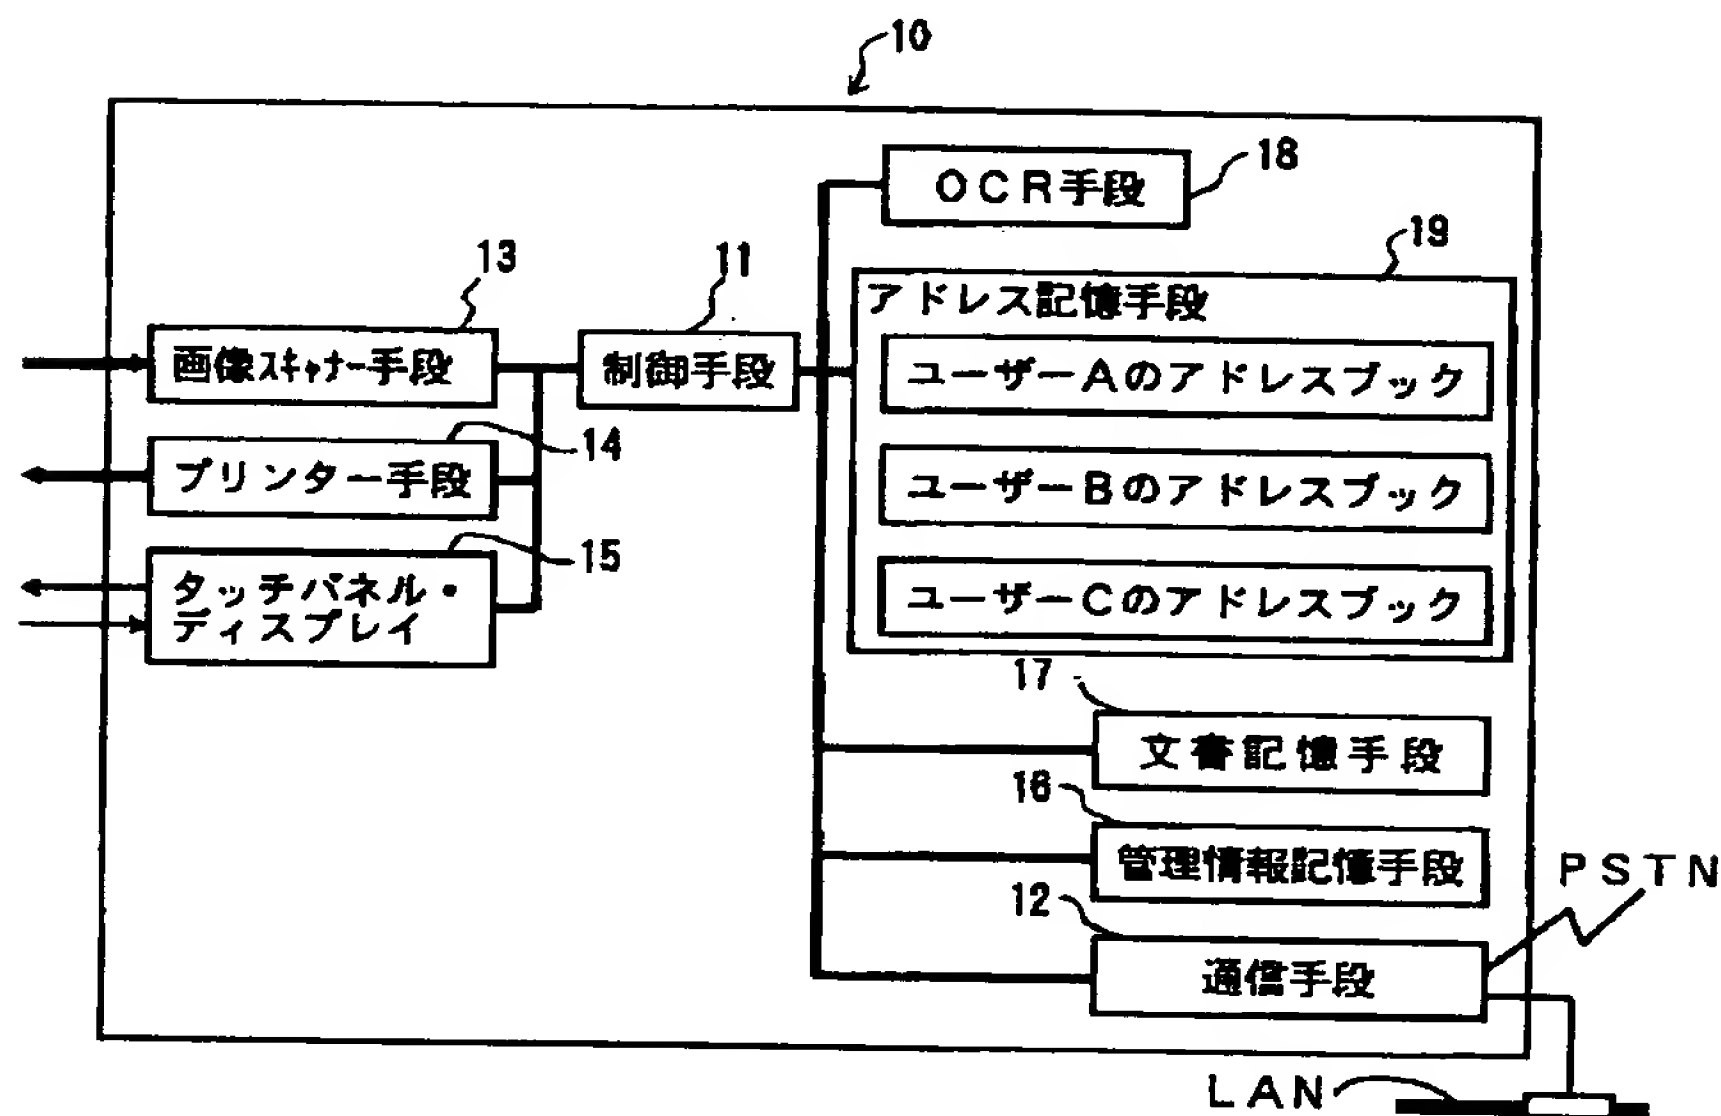 10
OCR手段
18
19
アドレス記憶手段
ユーザーAのアドレスブック
ユーザーBのアドレスブック
ユーザーCのアドレスブック
13
画像スキャナー手段
11
制御手段
14
プリンター手段
15
タッチパネル・
ディスプレイ
17
文書記憶手段
16
管理情報記憶手段
12
通信手段
PSTN
LAN